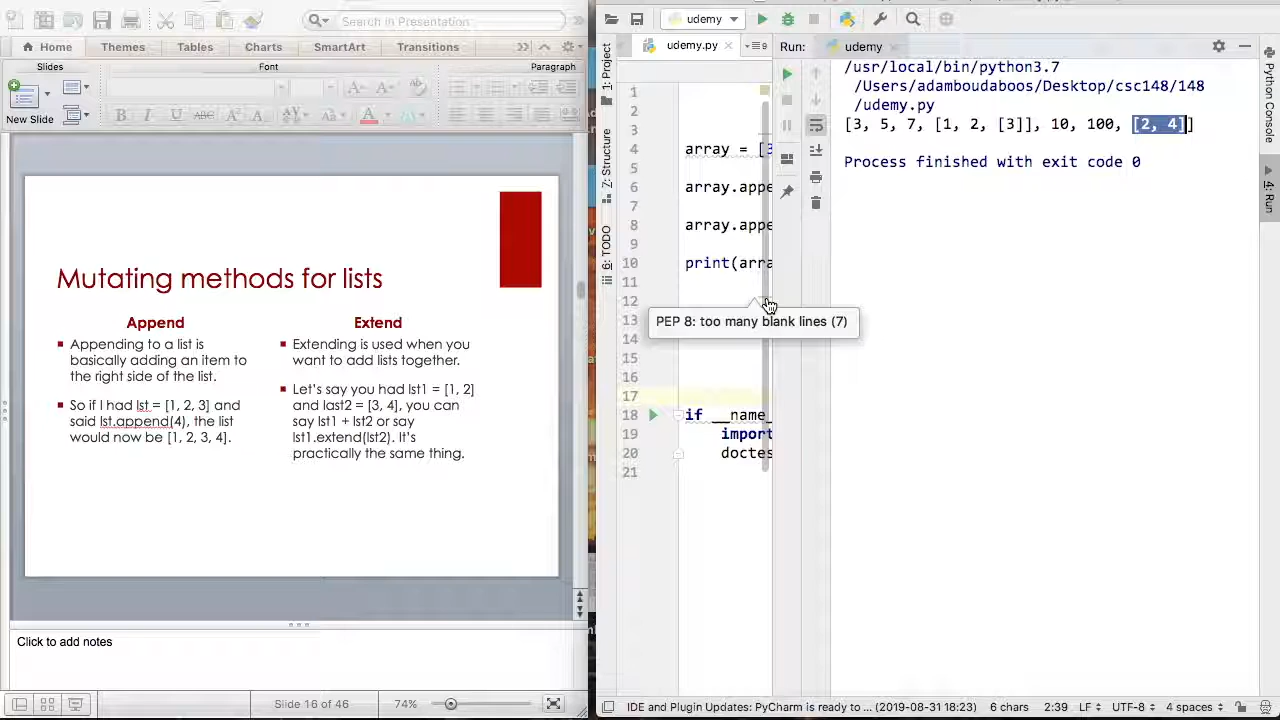 Search in Presentation
Home
Themes
Tables
Charts
SmartArt
Transitions
Slides
Font
Paragraph
New Slide
Mutating methods for lists
Append
Appending to a list is
basically adding an item to
the right side of the list.
So if I had lst = [1, 2, 3] and
said lst.append(4), the list
would now be [1, 2, 3, 4].
Extend
Extending is used when you
want to add lists together.
Let's say you had lst1 = [1, 2]
and last2 = [3, 4], you can
say lst1 + lst2 or say
lst1.extend(lst2). It's
practically the same thing.
Click to add notes
Slide 16 of 46
74%
udemy
udemy.py
1: Project
7: Structure
6: TODO
1
2
3
4 array = [3
5
6 array.appe
7
8 array.appe
9
10 print(arra
11
12
13
PEP 8: too many blank lines (7)
14
15
16
17
18 if __name_
19 import
20 doctes
21
Run: udemy
/usr/local/bin/python3.7
/Users/adamboudaboos/Desktop/csc148/148
/udemy.py
[3, 5, 7, [1, 2, [3]], 10, 100, [2, 4]]
Process finished with exit code 0
Python Console
4: Run
IDE and Plugin Updates: PyCharm is ready to ... (2019-08-31 18:23)
6 chars
2:39
LF
UTF-8
4 spaces